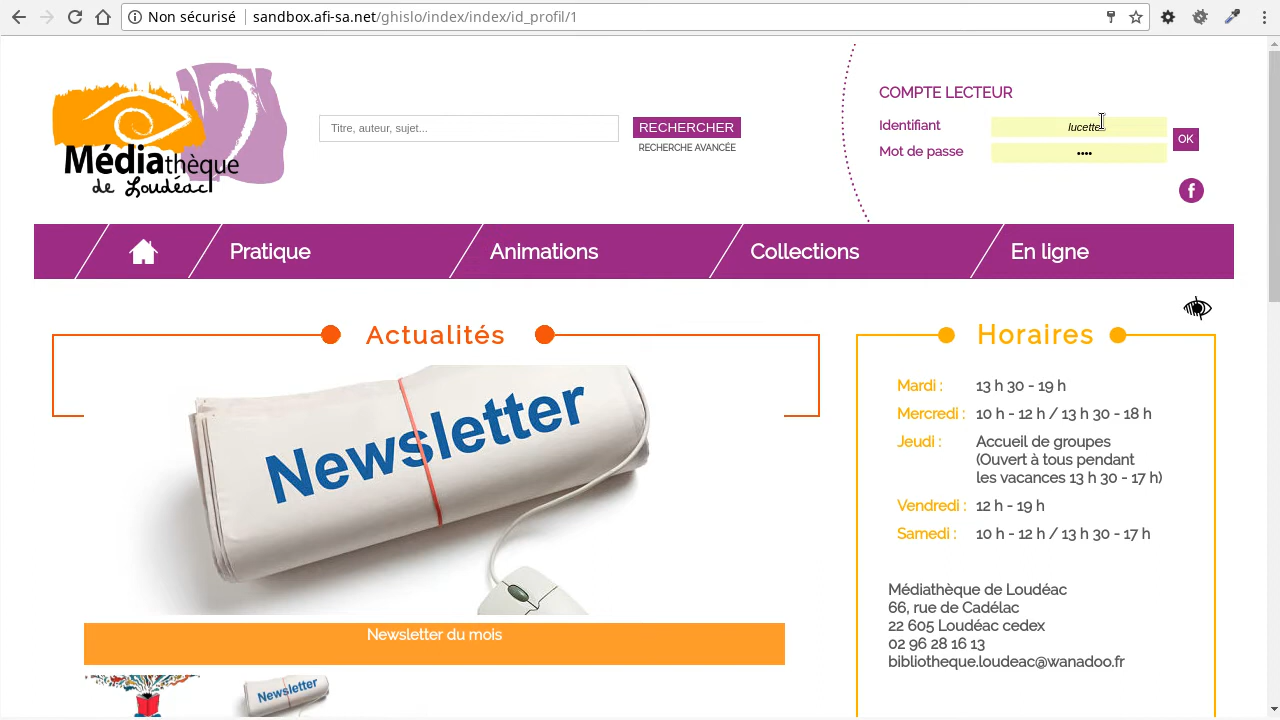 Non sécurisé
sandbox.afi-sa.net/ghislo/index/index/id_profil/1
Médiathèque
de Loudéac
Titre, auteur, sujet...
RECHERCHER
RECHERCHE AVANCÉE
COMPTE LECTEUR
Identifiant
lucette
OK
Mot de passe
••••
f
Pratique
Animations
Collections
En ligne
Actualités
Newsletter
Newsletter du mois
Newsletter
Horaires
Mardi : 13 h 30 - 19 h
Mercredi : 10 h - 12 h / 13 h 30 - 18 h
Jeudi : Accueil de groupes
(Ouvert à tous pendant
les vacances 13 h 30 - 17 h)
Vendredi : 12 h - 19 h
Samedi : 10 h - 12 h / 13 h 30 - 17 h
Médiathèque de Loudéac
66, rue de Cadélac
22 605 Loudéac cedex
02 96 28 16 13
bibliotheque.loudeac@wanadoo.fr